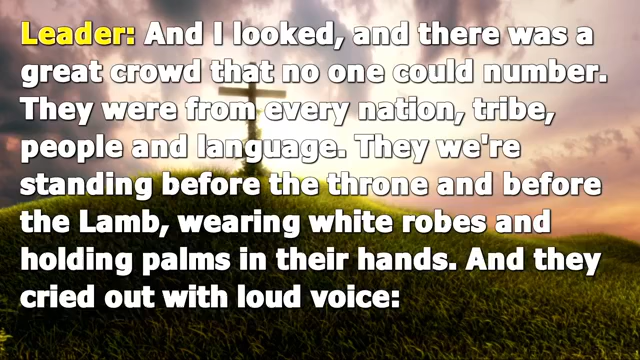 Leader: And I looked, and there was a
great crowd that no one could number.
They were from every nation, tribe,
people and language. They we're
standing before the throne and before
the Lamb, wearing white robes and
holding palms in their hands. And they
cried out with loud voice: